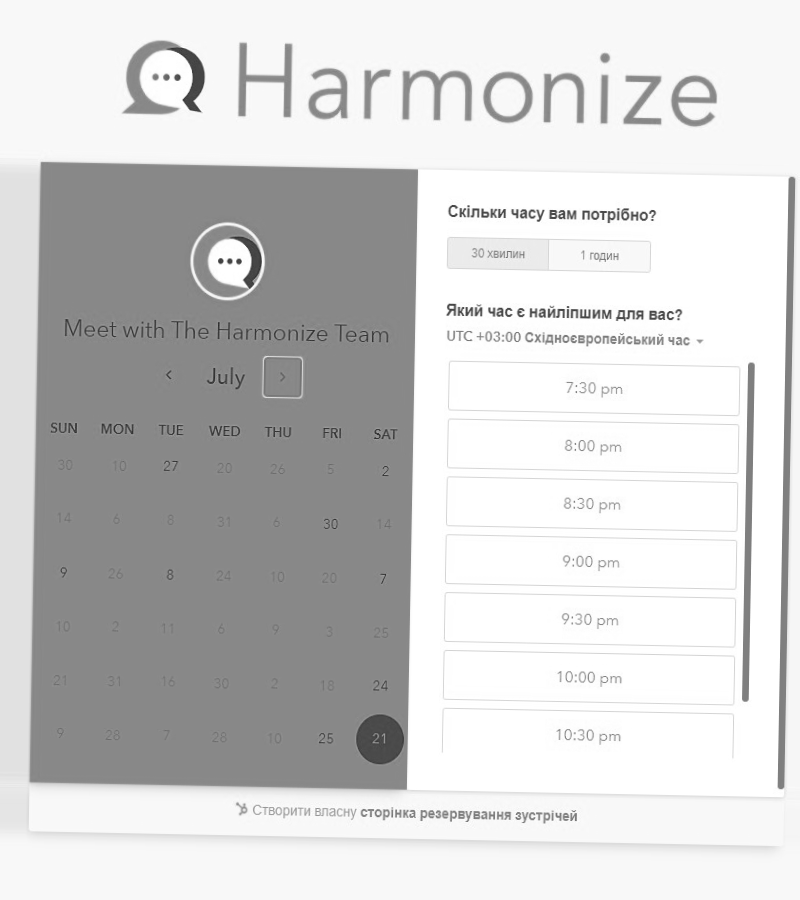 Harmonize
Meet with The Harmonize Team
July
SUN MON TUE WED THU FRI SAT
30 10 27 20 26 5 2
14 6 8 31 6 30 14
9 26 8 24 10 20 7
10 2 11 6 9 3 25
21 31 16 30 2 18 24
9 28 7 28 10 25 21
Скільки часу вам потрібно?
30 хвилин 1 годин
Який час є найліпшим для вас?
UTC +03:00 Східноєвропейський час
7:30 pm
8:00 pm
8:30 pm
9:00 pm
9:30 pm
10:00 pm
10:30 pm
Створити власну сторінка резервування зустрічей